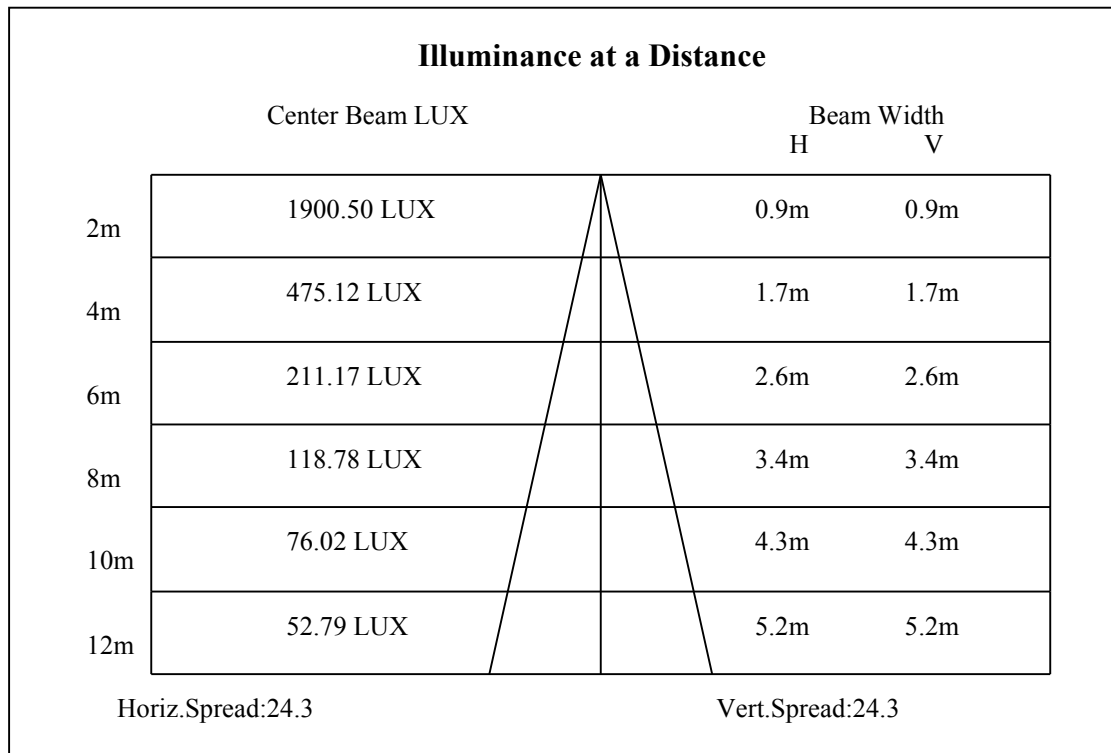 Illuminance at a Distance
Center Beam LUX Beam Width
H V
2m 1900.50 LUX 0.9m 0.9m
4m 475.12 LUX 1.7m 1.7m
6m 211.17 LUX 2.6m 2.6m
8m 118.78 LUX 3.4m 3.4m
10m 76.02 LUX 4.3m 4.3m
12m 52.79 LUX 5.2m 5.2m
Horiz.Spread:24.3 Vert.Spread:24.3